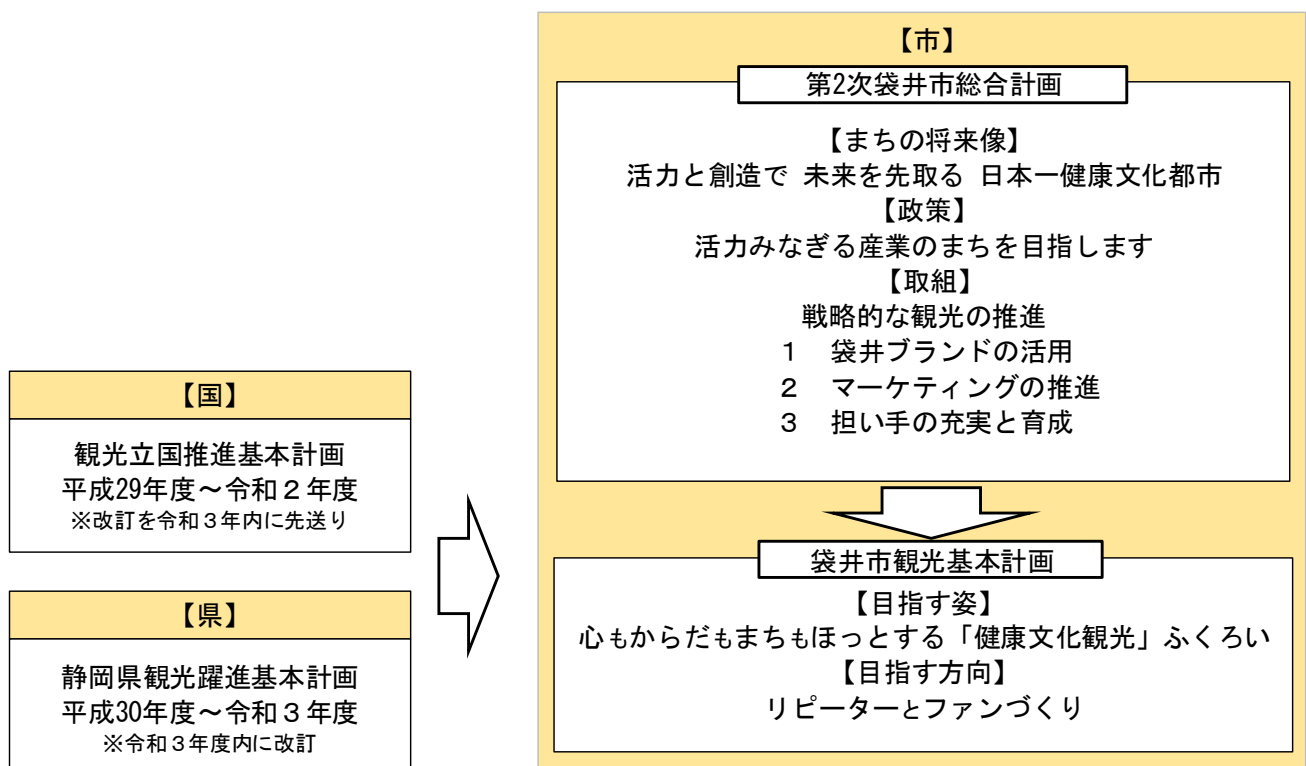 【国】
観光立国推進基本計画
平成29年度～令和２年度
※改訂を令和３年内に先送り
【県】
静岡県観光躍進基本計画
平成30年度～令和３年度
※令和３年度内に改訂
【市】
第2次袋井市総合計画
【まちの将来像】
活力と創造で 未来を先取る 日本一健康文化都市
【政策】
活力みなぎる産業のまちを目指します
【取組】
戦略的な観光の推進
１　袋井ブランドの活用
２　マーケティングの推進
３　担い手の充実と育成
袋井市観光基本計画
【目指す姿】
心もからだもまちもほっとする「健康文化観光」ふくろい
【目指す方向】
リピーターとファンづくり